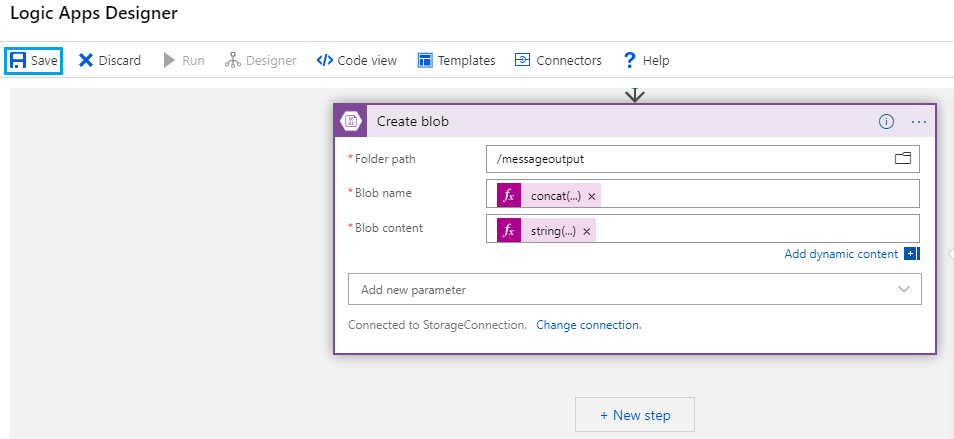 Logic Apps Designer
Save Discard Run Designer Code view Templates Connectors ? Help
Create blob
*Folder path /messageoutput
*Blob name fx concat(...) ×
*Blob content fx string(...) ×
Add dynamic content
Add new parameter
Connected to StorageConnection. Change connection.
+ New step